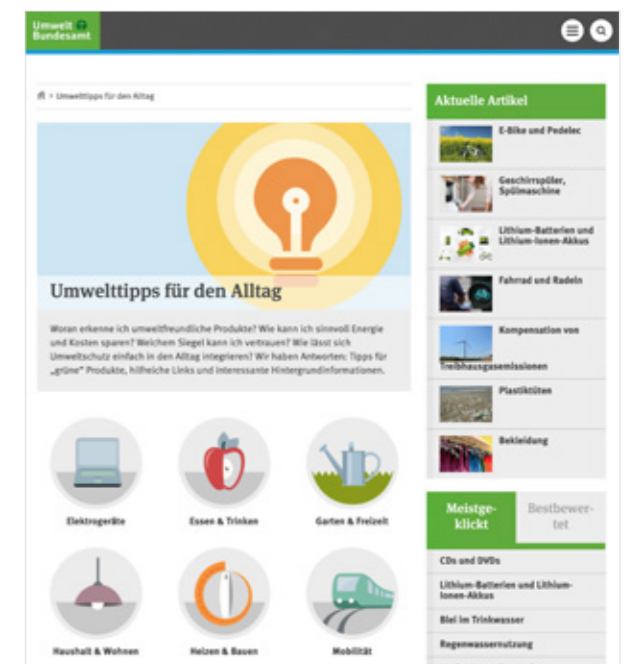 Umwelt
Bundesamt
> Umwelttipps für den Alltag
Umwelttipps für den Alltag
Woran erkenne ich umweltfreundliche Produkte? Wie kann ich sinnvoll Energie
und Kosten sparen? Welchem Siegel kann ich vertrauen? Wie lässt sich
Umweltschutz einfach in den Alltag integrieren? Wir haben Antworten: Tipps für
„grüne" Produkte, hilfreiche Links und interessante Hintergrundinformationen.
Elektrogeräte
Essen & Trinken
Garten & Freizeit
Haushalt & Wohnen
Heizen & Bauen
Mobilität
Aktuelle Artikel
E-Bike und Pedelec
Geschirrspüler,
Spülmaschine
Lithium-Batterien und
Lithium-Ionen-Akkus
Fahrrad und Radeln
Kompensation von
Treibhausgasemissionen
Plastiktüten
Bekleidung
Meistge-
klickt
Bestbewer-
tet
CDs und DVDs
Lithium-Batterien und Lithium-
Ionen-Akkus
Blei im Trinkwasser
Regenwassernutzung